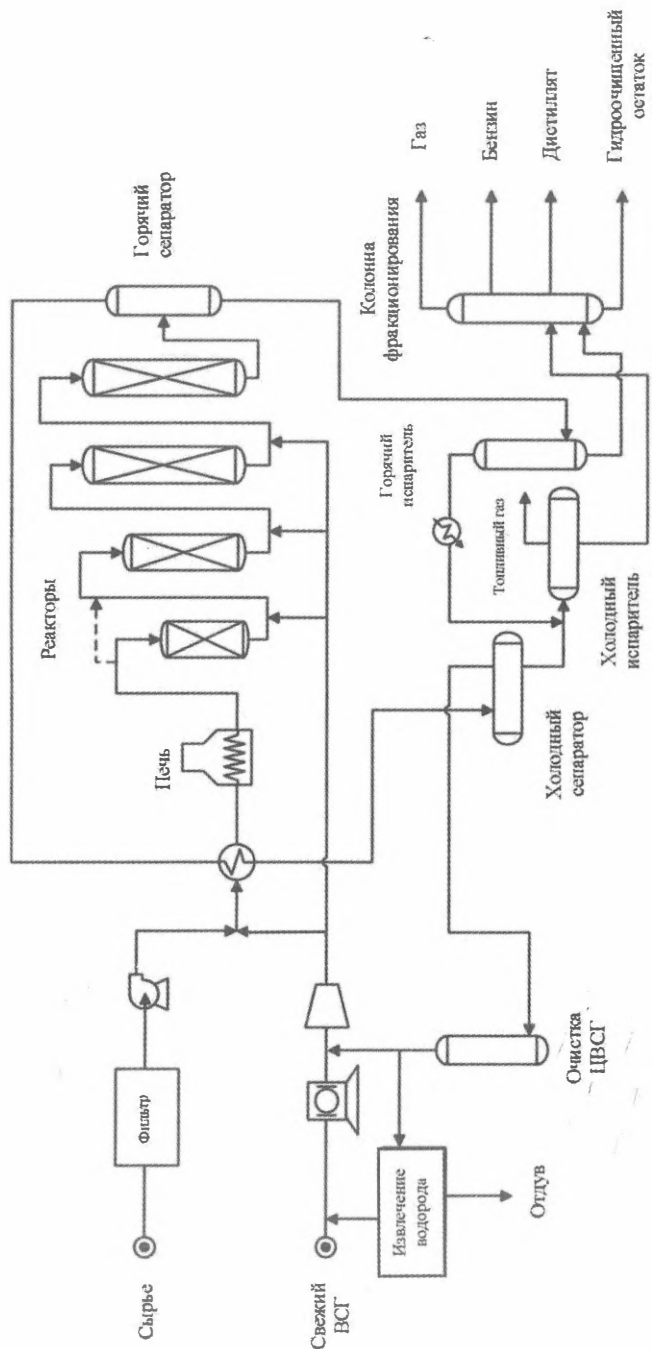 Сырье
Фильтр
Свежий
ВСГ
Извлечение
водорода
Отдув
Очистка
ЦВСГ
Печь
Реакторы
Горячий
сепаратор
Холодный
сепаратор
Холодный
испаритель
Топливный газ
Горячий
испаритель
Колонна
фракционирования
Газ
Бензин
Дистиллят
Гидроочищенный
остаток